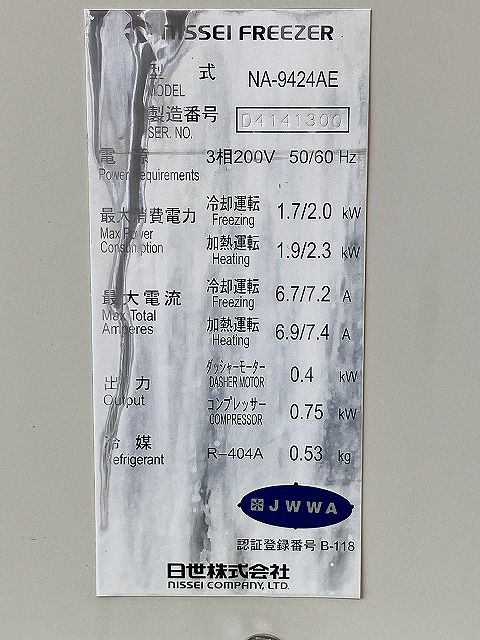 NISSEI FREEZER
型式 NA-9424AE
MODEL
製造番号 D4141300
SER. NO.
電源 3相200V 50/60 Hz
Power Requirements
最大消費電力 冷却運転 1.7/2.0 kW
Max Power Consumption Freezing
加熱運転 1.9/2.3 kW
Heating
最大電流 冷却運転 6.7/7.2 A
Max Total Amperes Freezing
加熱運転 6.9/7.4 A
Heating
出力 ダッシャーモーター 0.4 kW
Output DASHER MOTOR
コンプレッサー 0.75 kW
COMPRESSOR
冷媒 R-404A 0.53 kg
Refrigerant
JWWA
認証登録番号 B-118
日世株式会社
NISSEI COMPANY, LTD.